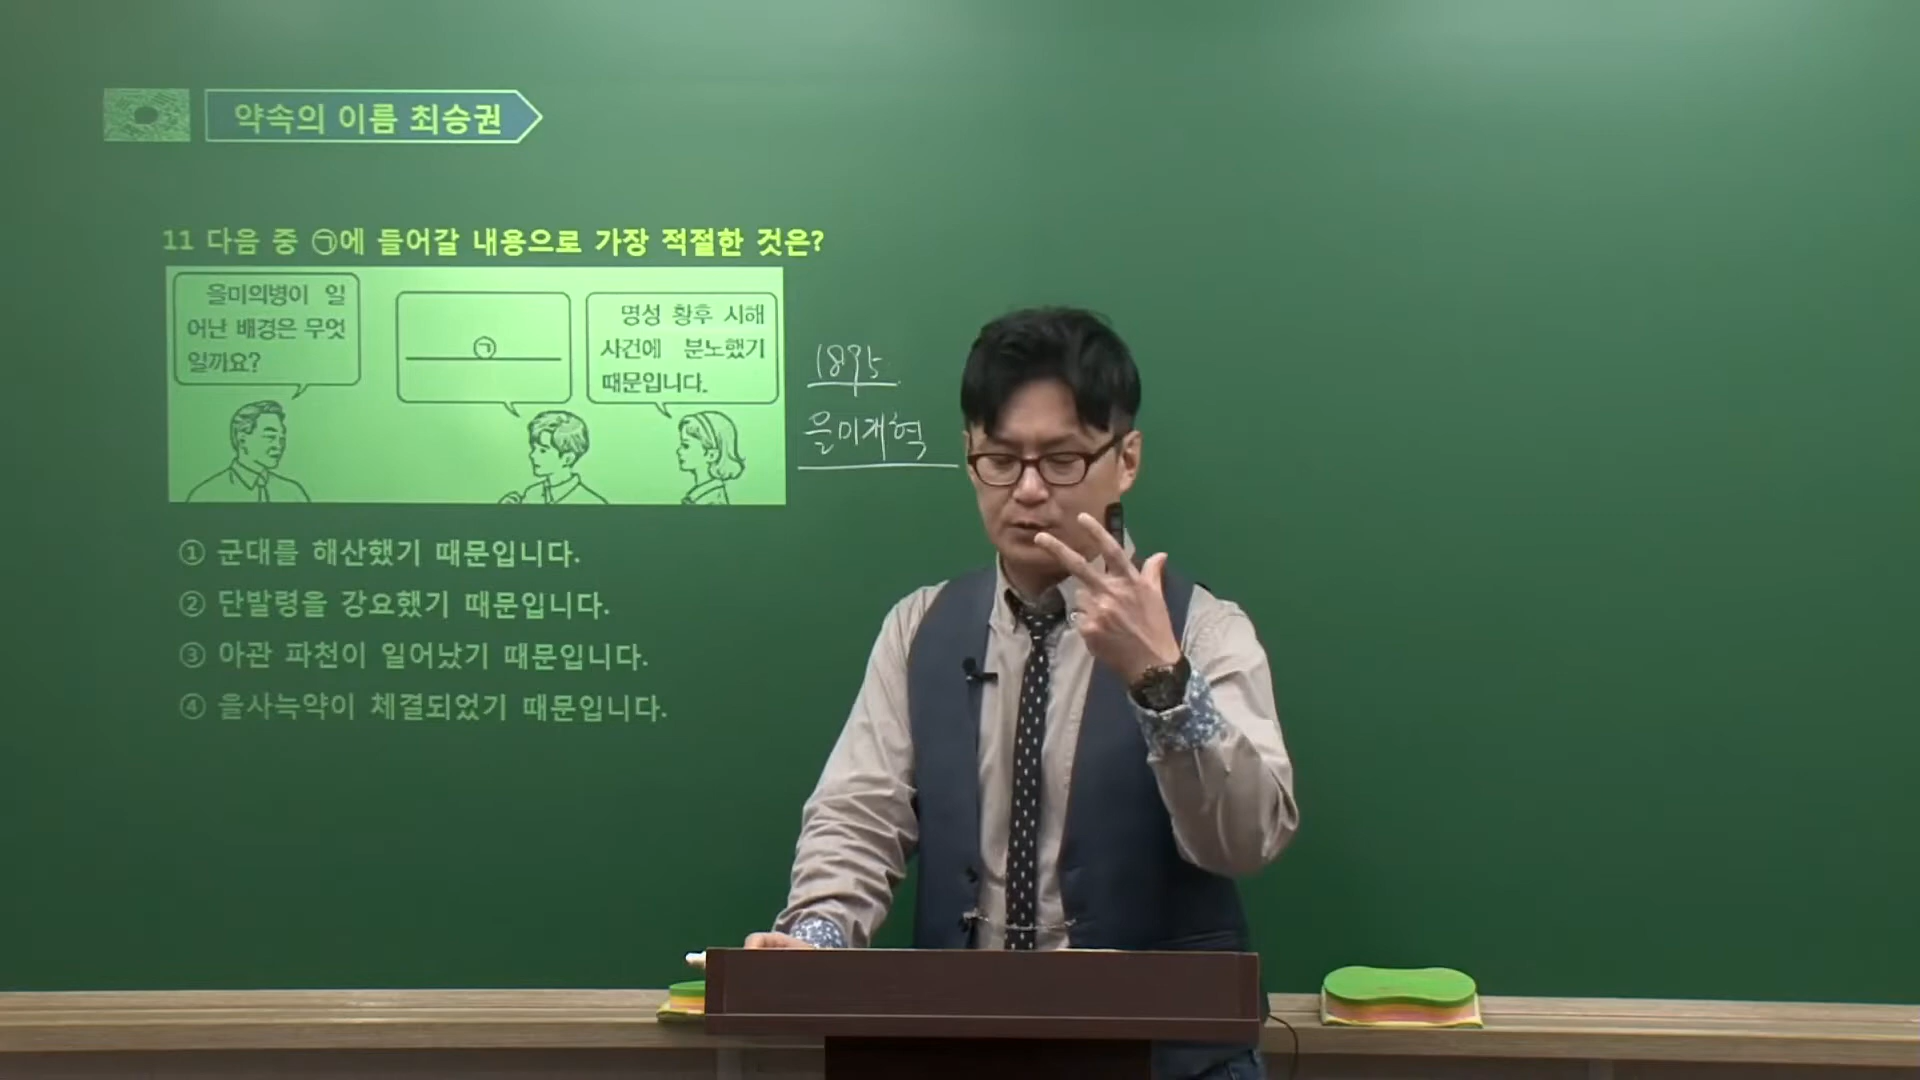 약속의 이름 최승권
11 다음 중 ㉠에 들어갈 내용으로 가장 적절한 것은?
을미의병이 일
어난 배경은 무엇
일까요?
㉠
명성 황후 시해
사건에 분노했기
때문입니다.
1895
을미개혁
① 군대를 해산했기 때문입니다.
② 단발령을 강요했기 때문입니다.
③ 아관 파천이 일어났기 때문입니다.
④ 을사늑약이 체결되었기 때문입니다.